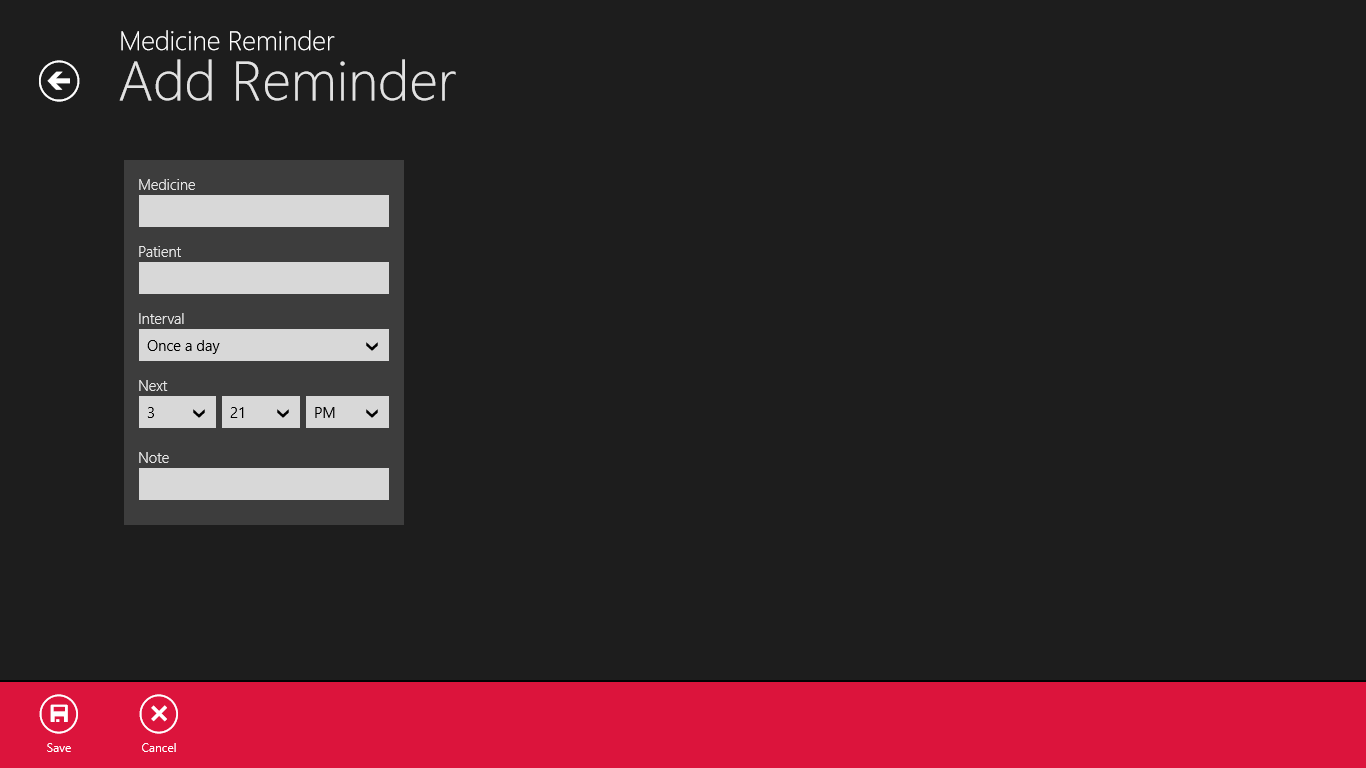 Medicine Reminder
Add Reminder
Medicine
Patient
Interval
Once a day
Next
3 21 PM
Note
Save Cancel